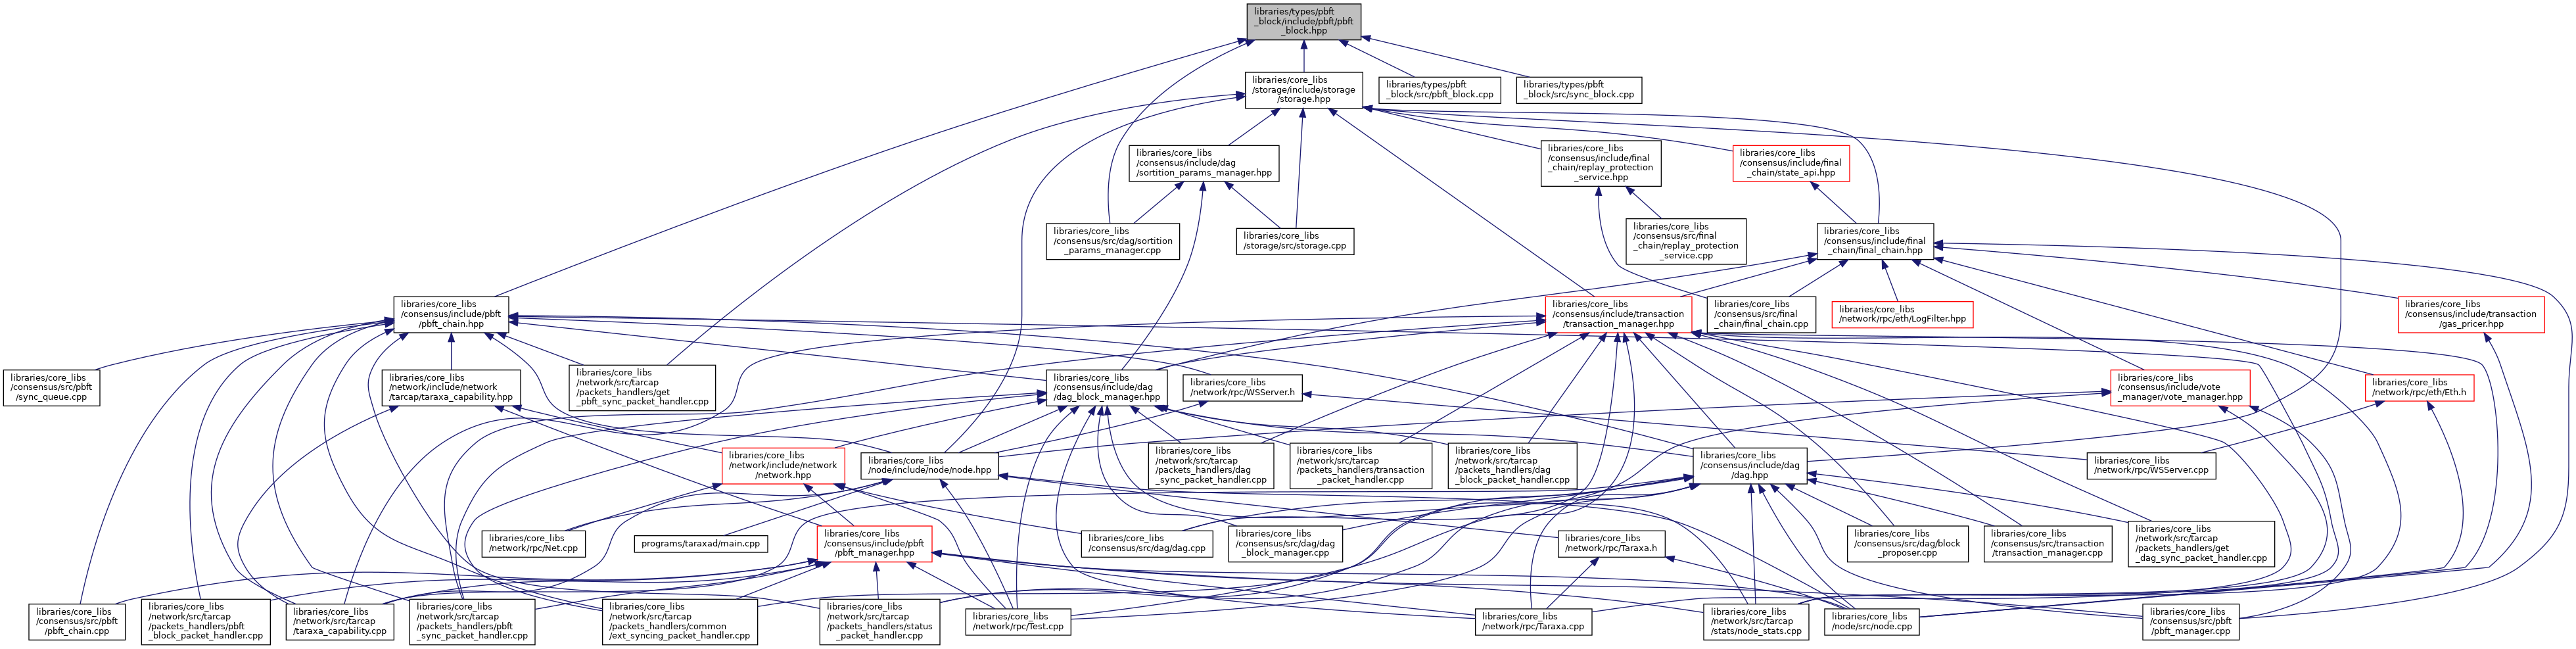 libraries/types/pbft
_block/include/pbft/pbft
_block.hpp
libraries/core_libs
/storage/include/storage
/storage.hpp
libraries/types/pbft
_block/src/pbft_block.cpp
libraries/types/pbft
_block/src/sync_block.cpp
libraries/core_libs
/consensus/include/dag
/sortition_params_manager.hpp
libraries/core_libs
/consensus/include/final
_chain/replay_protection
_service.hpp
libraries/core_libs
/consensus/include/final
_chain/state_api.hpp
libraries/core_libs
/consensus/src/dag/sortition
_params_manager.cpp
libraries/core_libs
/storage/src/storage.cpp
libraries/core_libs
/consensus/src/final
_chain/replay_protection
_service.cpp
libraries/core_libs
/consensus/include/final
_chain/final_chain.hpp
libraries/core_libs
/consensus/include/pbft
/pbft_chain.hpp
libraries/core_libs
/consensus/include/transaction
/transaction_manager.hpp
libraries/core_libs
/consensus/src/final
_chain/final_chain.cpp
libraries/core_libs
/network/rpc/eth/LogFilter.hpp
libraries/core_libs
/consensus/include/transaction
/gas_pricer.hpp
libraries/core_libs
/consensus/src/pbft
/sync_queue.cpp
libraries/core_libs
/network/include/network
/tarcap/taraxa_capability.hpp
libraries/core_libs
/network/src/tarcap
/packets_handlers/get
_pbft_sync_packet_handler.cpp
libraries/core_libs
/consensus/include/dag
/dag_block_manager.hpp
libraries/core_libs
/network/rpc/WSServer.h
libraries/core_libs
/consensus/include/vote
_manager/vote_manager.hpp
libraries/core_libs
/network/rpc/eth/Eth.h
libraries/core_libs
/network/include/network
/network.hpp
libraries/core_libs
/node/include/node/node.hpp
libraries/core_libs
/network/src/tarcap
/packets_handlers/dag
_sync_packet_handler.cpp
libraries/core_libs
/network/src/tarcap
/packets_handlers/transaction
_packet_handler.cpp
libraries/core_libs
/network/src/tarcap
/packets_handlers/dag
_block_packet_handler.cpp
libraries/core_libs
/consensus/include/dag
/dag.hpp
libraries/core_libs
/network/rpc/WSServer.cpp
libraries/core_libs
/network/rpc/Net.cpp
programs/taraxad/main.cpp
libraries/core_libs
/consensus/include/pbft
/pbft_manager.hpp
libraries/core_libs
/consensus/src/dag/dag.cpp
libraries/core_libs
/consensus/src/dag/dag
_block_manager.cpp
libraries/core_libs
/network/rpc/Taraxa.h
libraries/core_libs
/consensus/src/dag/block
_proposer.cpp
libraries/core_libs
/consensus/src/transaction
/transaction_manager.cpp
libraries/core_libs
/network/src/tarcap
/packets_handlers/get
_dag_sync_packet_handler.cpp
libraries/core_libs
/consensus/src/pbft
/pbft_chain.cpp
libraries/core_libs
/network/src/tarcap
/packets_handlers/pbft
_block_packet_handler.cpp
libraries/core_libs
/network/src/tarcap
/taraxa_capability.cpp
libraries/core_libs
/network/src/tarcap
/packets_handlers/pbft
_sync_packet_handler.cpp
libraries/core_libs
/network/src/tarcap
/packets_handlers/common
/ext_syncing_packet_handler.cpp
libraries/core_libs
/network/src/tarcap
/packets_handlers/status
_packet_handler.cpp
libraries/core_libs
/network/rpc/Test.cpp
libraries/core_libs
/network/rpc/Taraxa.cpp
libraries/core_libs
/network/src/tarcap
/stats/node_stats.cpp
libraries/core_libs
/node/src/node.cpp
libraries/core_libs
/consensus/src/pbft
/pbft_manager.cpp